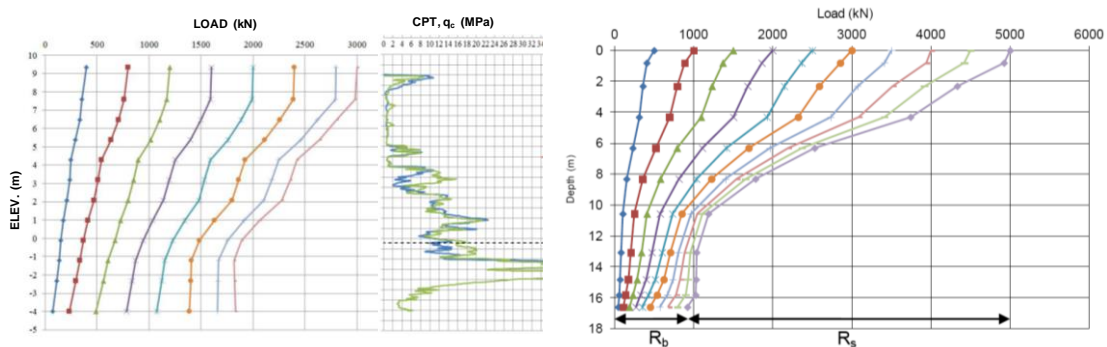 LOAD (kN)
0 500 1000 1500 2000 2500 3000
CPT, qc (MPa)
0 2 4 6 8 10 12 14 16 18 20 22 24 26 28 30 32 34
ELEV. (m)
10
9
8
7
6
5
4
3
2
1
0
-1
-2
-3
-4
-5
Load (kN)
0 1000 2000 3000 4000 5000 6000
Depth (m)
0
2
4
6
8
10
12
14
16
18
Rb Rs